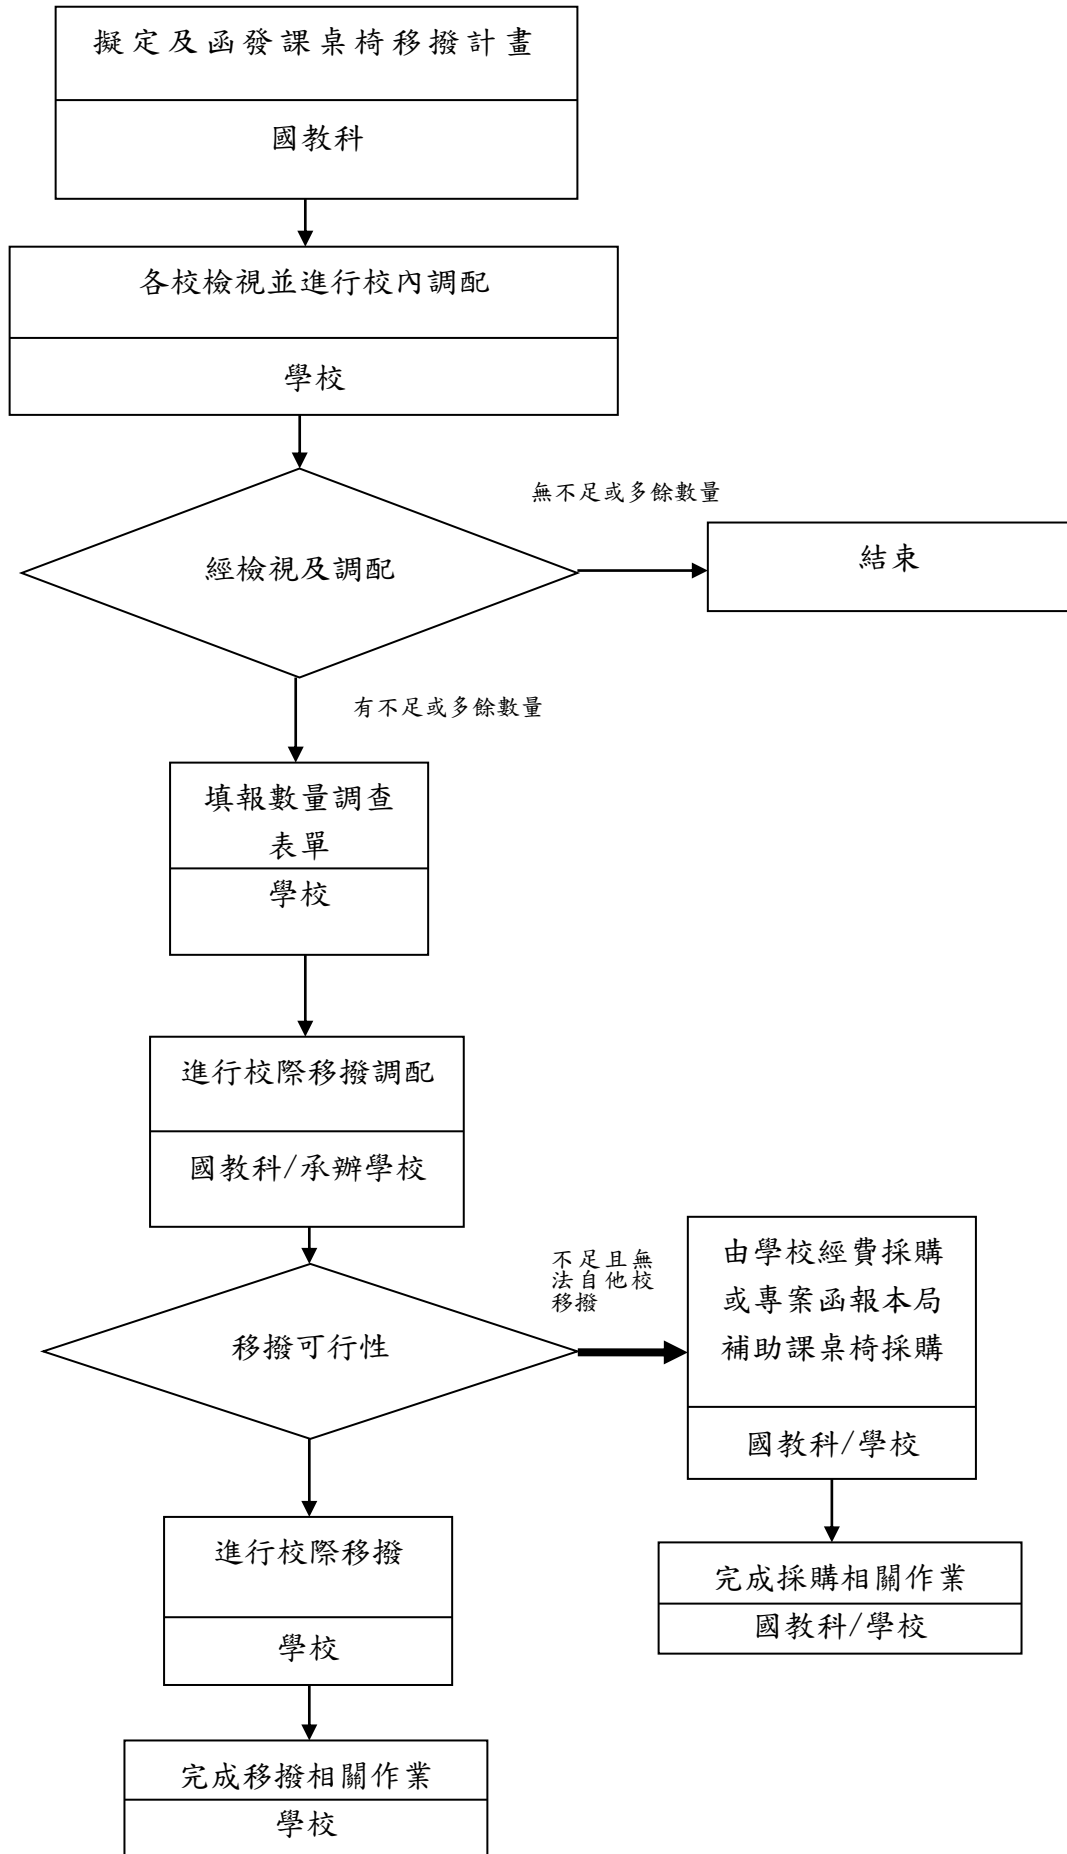 擬定及函發課桌椅移撥計畫
國教科
各校檢視並進行校內調配
學校
無不足或多餘數量
經檢視及調配
結束
有不足或多餘數量
填報數量調查
表單
學校
進行校際移撥調配
國教科/承辦學校
不足且無
法自他校
移撥
由學校經費採購
或專案函報本局
補助課桌椅採購
移撥可行性
國教科/學校
進行校際移撥
學校
完成採購相關作業
國教科/學校
完成移撥相關作業
學校